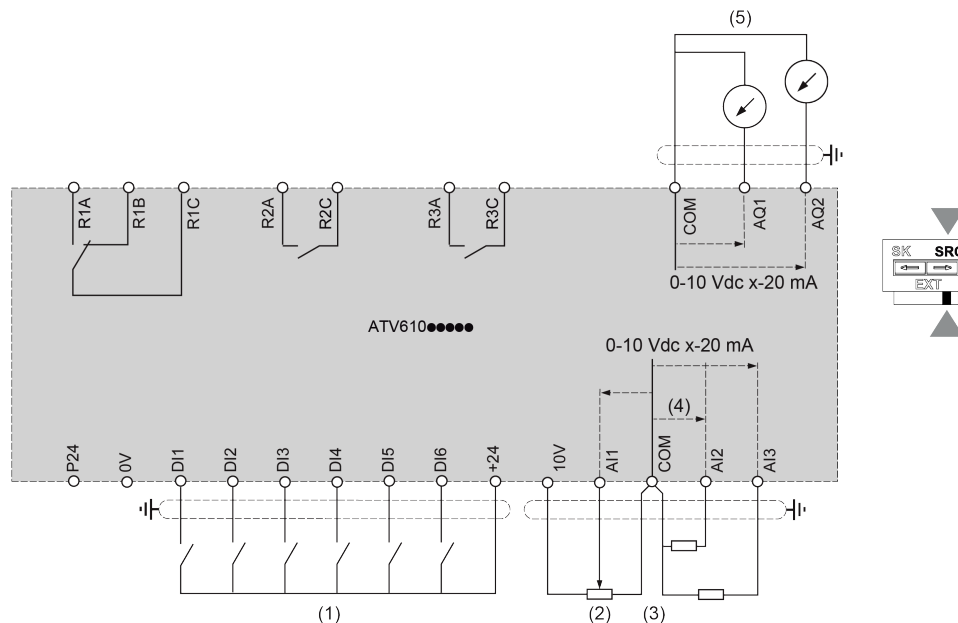 (5)
R1A R1B R1C R2A R2C R3A R3C COM AQ1 AQ2
SK SRC
EXT
0-10 Vdc x-20 mA
ATV610●●●●●
0-10 Vdc x-20 mA
(4)
P24 0V DI1 DI2 DI3 DI4 DI5 DI6 +24 10V AI1 COM AI2 AI3
(1) (2) (3)